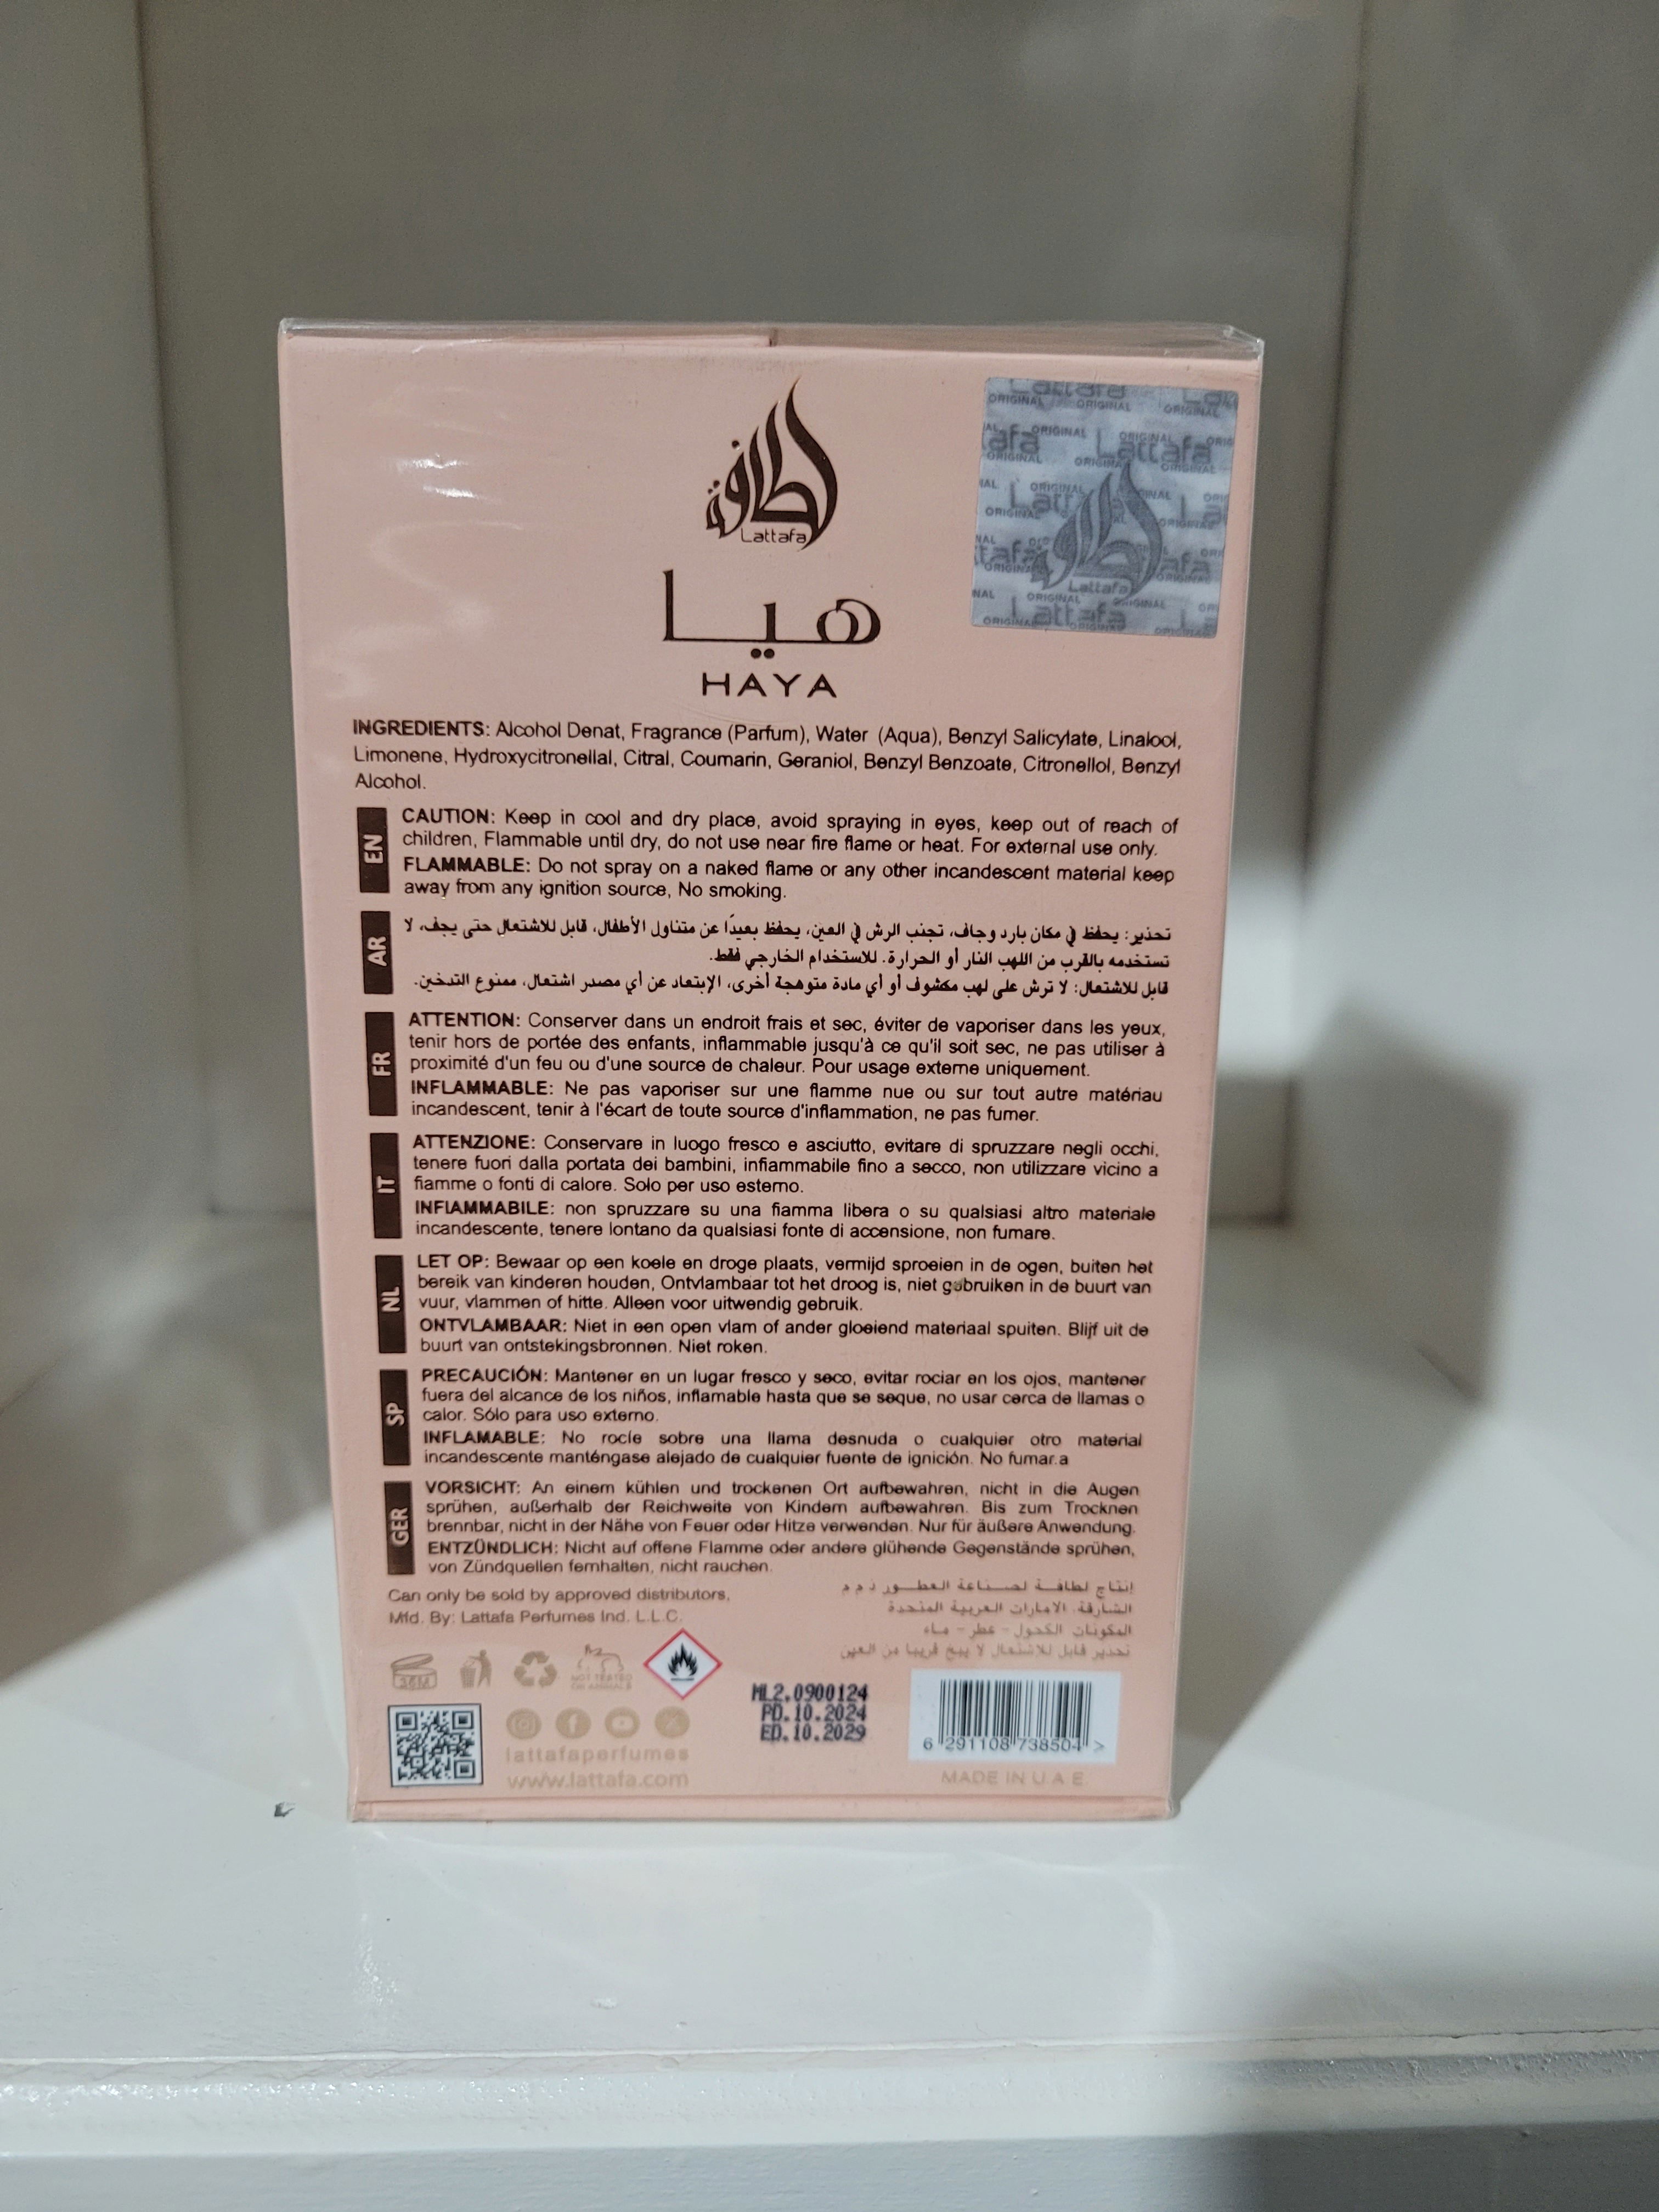 لطافة
Lattafa
هيا
HAYA
Lattafa
ORIGINAL
INGREDIENTS: Alcohol Denat, Fragrance (Parfum), Water (Aqua), Benzyl Salicylate, Linalool,
Limonene, Hydroxycitronellal, Citral, Coumarin, Geraniol, Benzyl Benzoate, Citronellol, Benzyl
Alcohol.
EN
CAUTION: Keep in cool and dry place, avoid spraying in eyes, keep out of reach of
children, Flammable until dry, do not use near fire flame or heat. For external use only.
FLAMMABLE: Do not spray on a naked flame or any other incandescent material keep
away from any ignition source, No smoking.
AR
تحذير: يحفظ في مكان بارد وجاف، تجنب الرش في العين، يحفظ بعيدًا عن متناول الأطفال، قابل للاشتعال حتى يجف، لا
تستخدمه بالقرب من اللهب النار أو الحرارة. للاستخدام الخارجي فقط.
قابل للاشتعال: لا ترش على لهب مكشوف أو أي مادة متوهجة أخرى، الإبتعاد عن أي مصدر اشتعال، ممنوع التدخين.
FR
ATTENTION: Conserver dans un endroit frais et sec, éviter de vaporiser dans les yeux,
tenir hors de portée des enfants, inflammable jusqu'à ce qu'il soit sec, ne pas utiliser à
proximité d'un feu ou d'une source de chaleur. Pour usage externe uniquement.
INFLAMMABLE: Ne pas vaporiser sur une flamme nue ou sur tout autre matériau
incandescent, tenir à l'écart de toute source d'inflammation, ne pas fumer.
IT
ATTENZIONE: Conservare in luogo fresco e asciutto, evitare di spruzzare negli occhi,
tenere fuori dalla portata dei bambini, infiammabile fino a secco, non utilizzare vicino a
fiamme o fonti di calore. Solo per uso esterno.
INFIAMMABILE: non spruzzare su una fiamma libera o su qualsiasi altro materiale
incandescente, tenere lontano da qualsiasi fonte di accensione, non fumare.
NL
LET OP: Bewaar op een koele en droge plaats, vermijd sproeien in de ogen, buiten het
bereik van kinderen houden, Ontvlambaar tot het droog is, niet gebruiken in de buurt van
vuur, vlammen of hitte. Alleen voor uitwendig gebruik.
ONTVLAMBAAR: Niet in een open vlam of ander gloeiend materiaal spuiten. Blijf uit de
buurt van ontstekingsbronnen. Niet roken.
SP
PRECAUCIÓN: Mantener en un lugar fresco y seco, evitar rociar en los ojos, mantener
fuera del alcance de los niños, inflamable hasta que se seque, no usar cerca de llamas o
calor. Sólo para uso externo.
INFLAMABLE: No rocíe sobre una llama desnuda o cualquier otro material
incandescente manténgase alejado de cualquier fuente de ignición. No fumar.a
GER
VORSICHT: An einem kühlen und trockenen Ort aufbewahren, nicht in die Augen
sprühen, außerhalb der Reichweite von Kindern aufbewahren. Bis zum Trocknen
brennbar, nicht in der Nähe von Feuer oder Hitze verwenden. Nur für äußere Anwendung.
ENTZÜNDLICH: Nicht auf offene Flamme oder andere glühende Gegenstände sprühen,
von Zündquellen fernhalten, nicht rauchen.
Can only be sold by approved distributors,
Mfd. By: Lattafa Perfumes Ind. L.L.C.
إنتاج لطافة لصناعة العطور ذ م م
الشارقة، الامارات العربية المتحدة
المكونات الكحول - عطر - ماء
تحذير قابل للاشتعال لا يبخ قريبا من العين
36M
NOT TESTED
ON ANIMALS
lattafaperfumes
www.lattafa.com
ML2.0900124
PD.10.2024
ED.10.2029
6 291108 738504 >
MADE IN U.A.E.